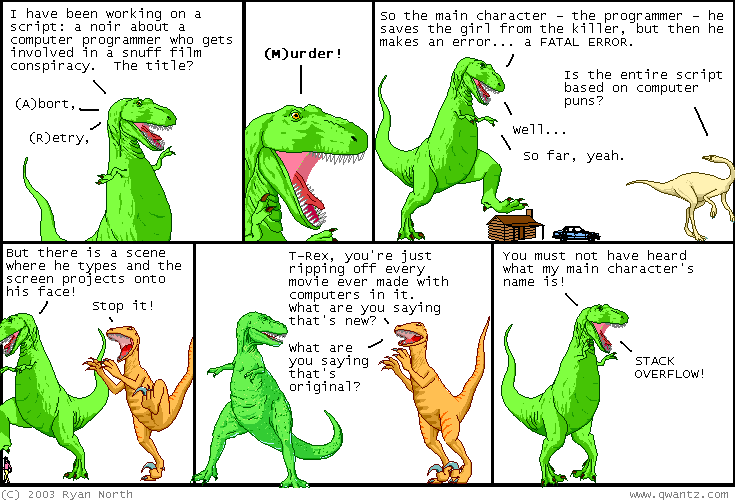 I have been working on a
script: a noir about a
computer programmer who gets
involved in a snuff film
conspiracy. The title?
(A)bort,
(R)etry,
(M)urder!
So the main character – the programmer – he
saves the girl from the killer, but then he
makes an error... a FATAL ERROR.
Is the entire script
based on computer
puns?
Well...
So far, yeah.
But there is a scene
where he types and the
screen projects onto
his face!
Stop it!
T-Rex, you're just
ripping off every
movie ever made with
computers in it.
What are you saying
that's new?
What are
you saying
that's
original?
You must not have heard
what my main character's
name is!
STACK
OVERFLOW!
(C) 2003 Ryan North
www.qwantz.com